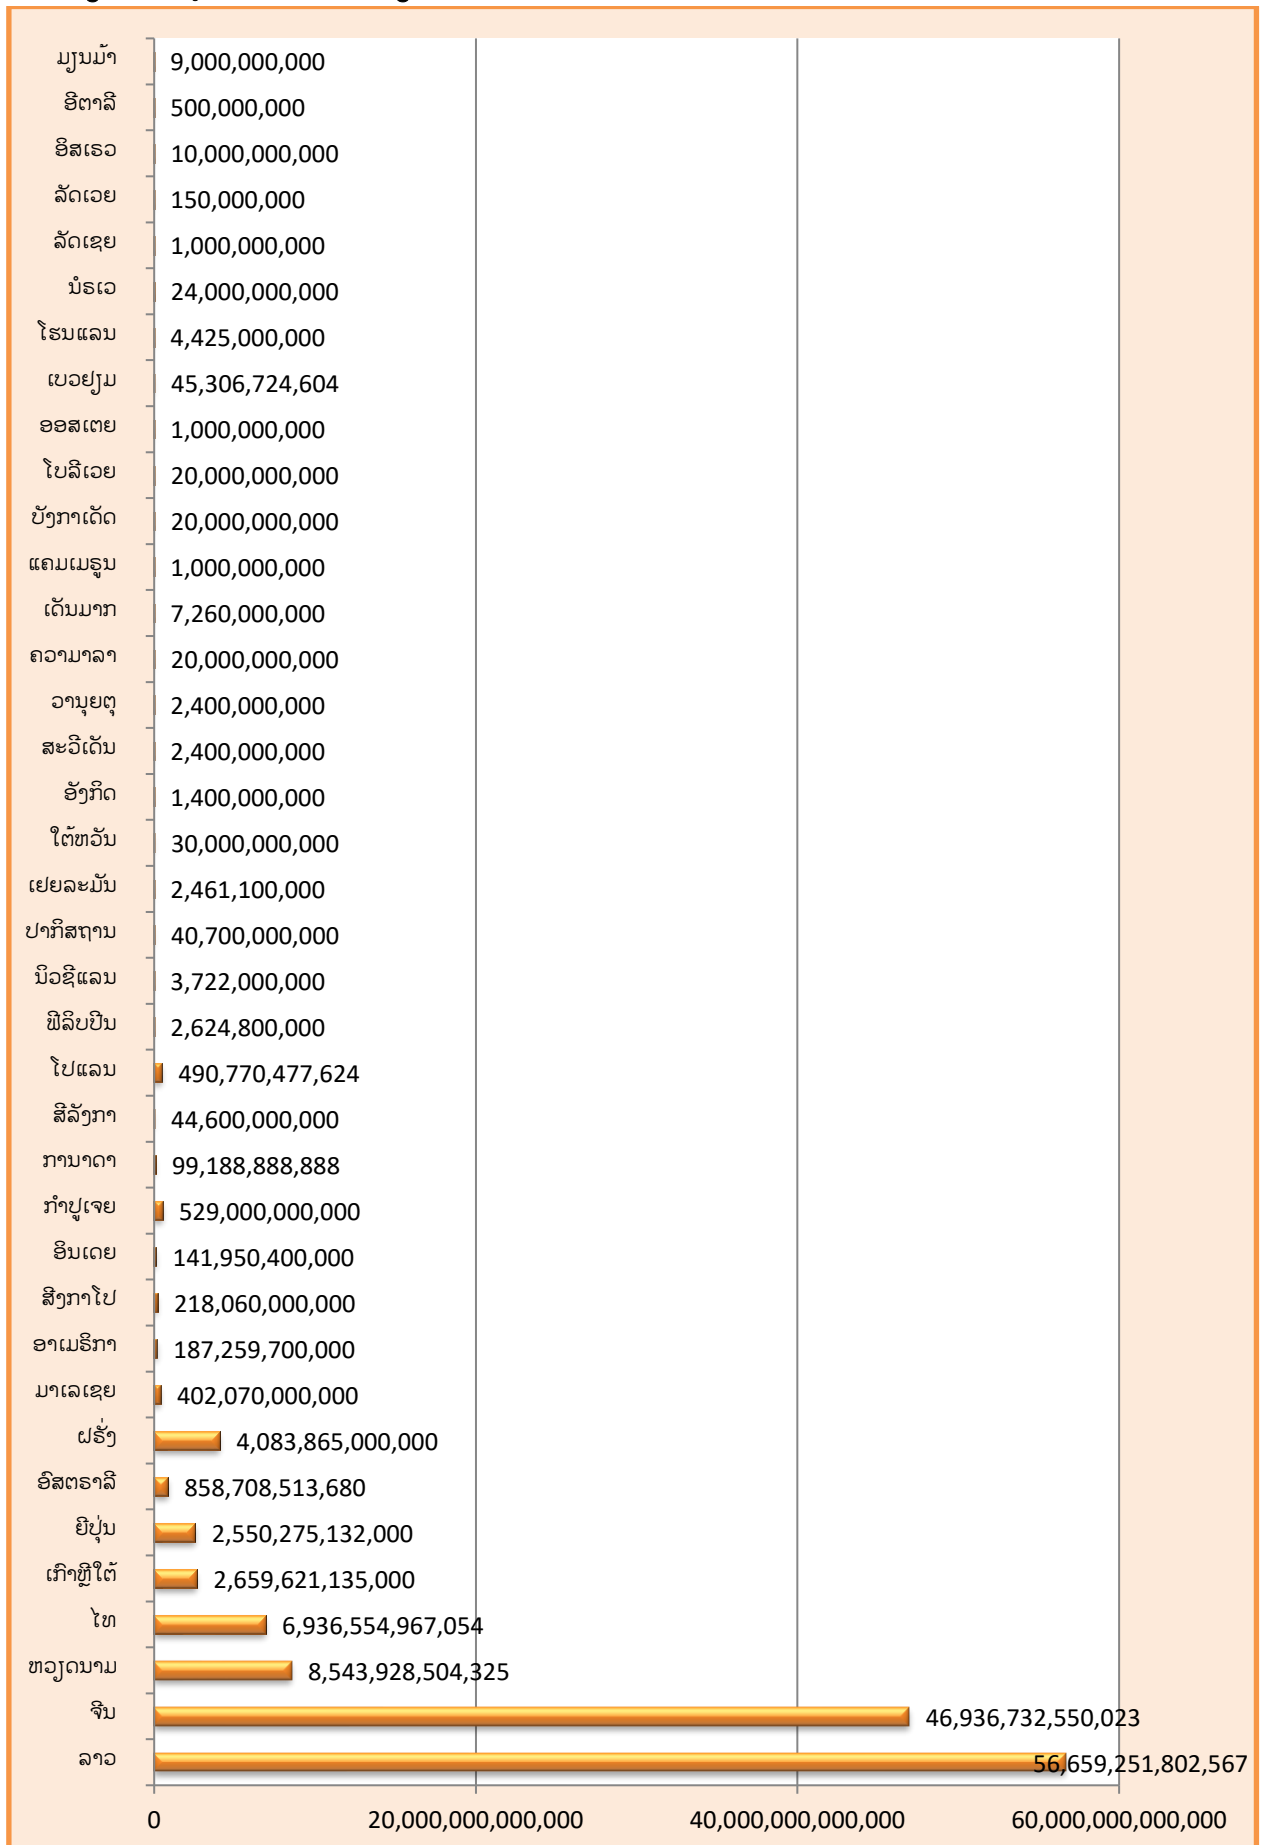 ມຽນມ້າ 9,000,000,000
ອີຕາລີ 500,000,000
ອິສເຣວ 10,000,000,000
ລັດເວຍ 150,000,000
ລັດເຊຍ 1,000,000,000
ນໍຣເວ 24,000,000,000
ໂຮນແລນ 4,425,000,000
ເບວຢຽມ 45,306,724,604
ອອສເຕຍ 1,000,000,000
ໂບລີເວຍ 20,000,000,000
ບັງກາເດັດ 20,000,000,000
ແຄມເມຣູນ 1,000,000,000
ເດັນມາກ 7,260,000,000
ຄວາມາລາ 20,000,000,000
ວານຸຍຕຸ 2,400,000,000
ສະວີເດັນ 2,400,000,000
ອັງກິດ 1,400,000,000
ໃຕ້ຫວັນ 30,000,000,000
ເຢຍລະມັນ 2,461,100,000
ປາກິສຖານ 40,700,000,000
ນິວຊີແລນ 3,722,000,000
ຟີລິບປີນ 2,624,800,000
ໂປແລນ 490,770,477,624
ສີລັງກາ 44,600,000,000
ການາດາ 99,188,888,888
ກໍາປູເຈຍ 529,000,000,000
ອິນເດຍ 141,950,400,000
ສີງກາໂປ 218,060,000,000
ອາເມຣິກາ 187,259,700,000
ມາເລເຊຍ 402,070,000,000
ຝຣັ່ງ 4,083,865,000,000
ອົສຕຣາລີ 858,708,513,680
ຍີປຸ່ນ 2,550,275,132,000
ເກົາຫຼີໃຕ້ 2,659,621,135,000
ໄທ 6,936,554,967,054
ຫວຽດນາມ 8,543,928,504,325
ຈີນ 46,936,732,550,023
ລາວ 56,659,251,802,567
0 20,000,000,000,000 40,000,000,000,000 60,000,000,000,000